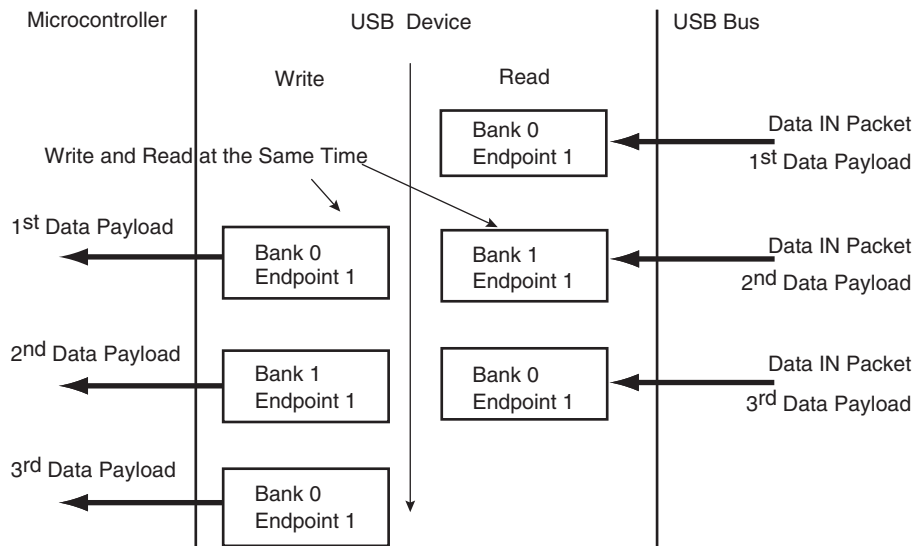 Microcontroller
USB Device
USB Bus
Write
Read
Bank 0
Endpoint 1
Data IN Packet
1st Data Payload
Write and Read at the Same Time
1st Data Payload
Bank 0
Endpoint 1
Bank 1
Endpoint 1
Data IN Packet
2nd Data Payload
2nd Data Payload
Bank 1
Endpoint 1
Bank 0
Endpoint 1
Data IN Packet
3rd Data Payload
3rd Data Payload
Bank 0
Endpoint 1